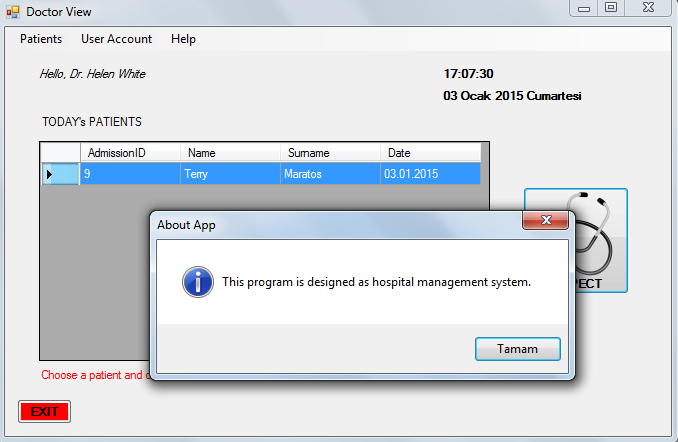 Doctor View
Patients User Account Help
Hello, Dr. Helen White
17:07:30
03 Ocak 2015 Cumartesi
TODAY's PATIENTS
AdmissionID Name Surname Date
9 Terry Maratos 03.01.2015
About App
This program is designed as hospital management system.
Tamam
PECT
Choose a patient and
EXIT